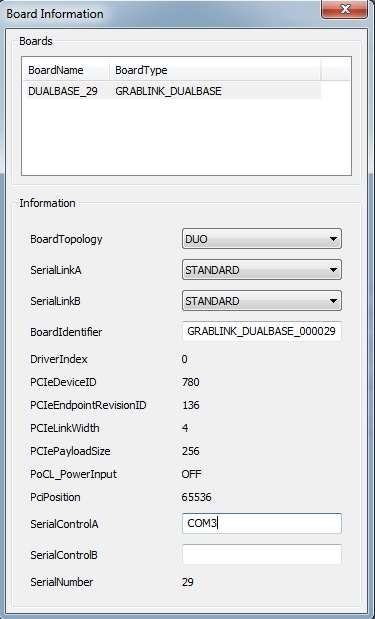 Board Information
Boards
BoardName BoardType
DUALBASE_29 GRABLINK_DUALBASE
Information
BoardTopology DUO
SerialLinkA STANDARD
SerialLinkB STANDARD
BoardIdentifier GRABLINK_DUALBASE_000029
DriverIndex 0
PCIeDeviceID 780
PCIeEndpointRevisionID 136
PCIeLinkWidth 4
PCIePayloadSize 256
PoCL_PowerInput OFF
PciPosition 65536
SerialControlA COM3
SerialControlB
SerialNumber 29